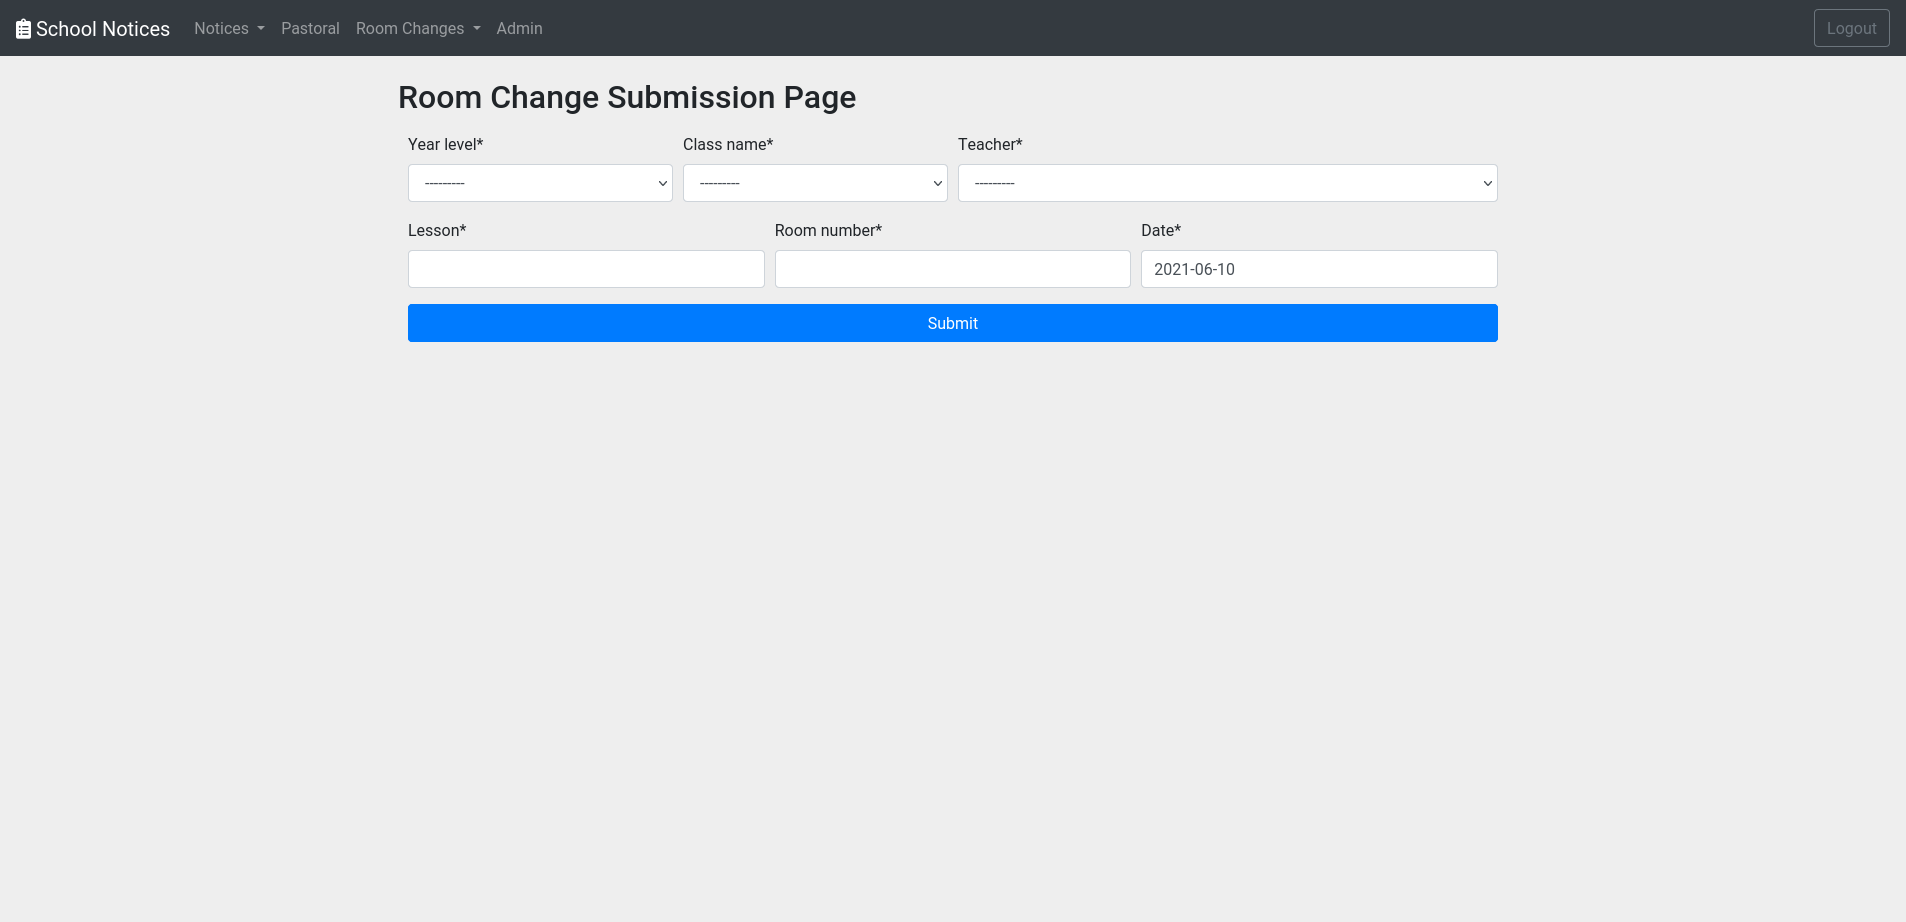 School Notices Notices Pastoral Room Changes Admin Logout
Room Change Submission Page
Year level* Class name* Teacher*
--------- --------- ---------
Lesson* Room number* Date*
2021-06-10
Submit